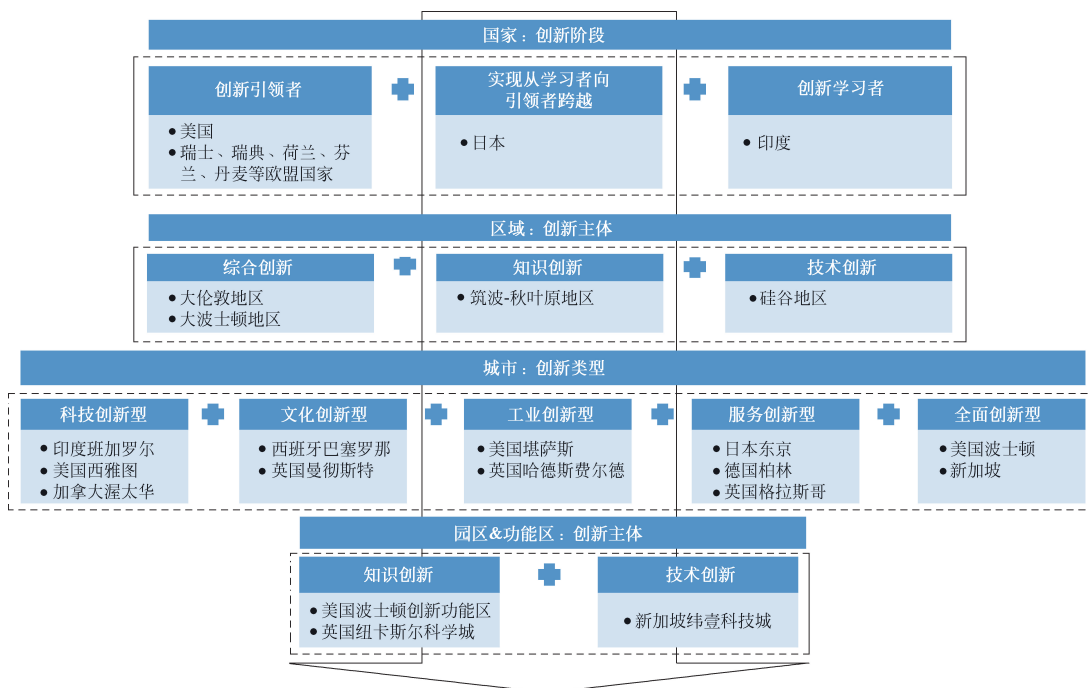 国家：创新阶段
创新引领者
实现从学习者向
引领者跨越
创新学习者
● 美国
● 瑞士、瑞典、荷兰、芬
兰、丹麦等欧盟国家
● 日本
● 印度
区域：创新主体
综合创新
知识创新
技术创新
● 大伦敦地区
● 大波士顿地区
● 筑波-秋叶原地区
● 硅谷地区
城市：创新类型
科技创新型
文化创新型
工业创新型
服务创新型
全面创新型
● 印度班加罗尔
● 美国西雅图
● 加拿大渥太华
● 西班牙巴塞罗那
● 英国曼彻斯特
● 美国堪萨斯
● 英国哈德斯费尔德
● 日本东京
● 德国柏林
● 英国格拉斯哥
● 美国波士顿
● 新加坡
园区&功能区：创新主体
知识创新
技术创新
● 美国波士顿创新功能区
● 英国纽卡斯尔科学城
● 新加坡纬壹科技城